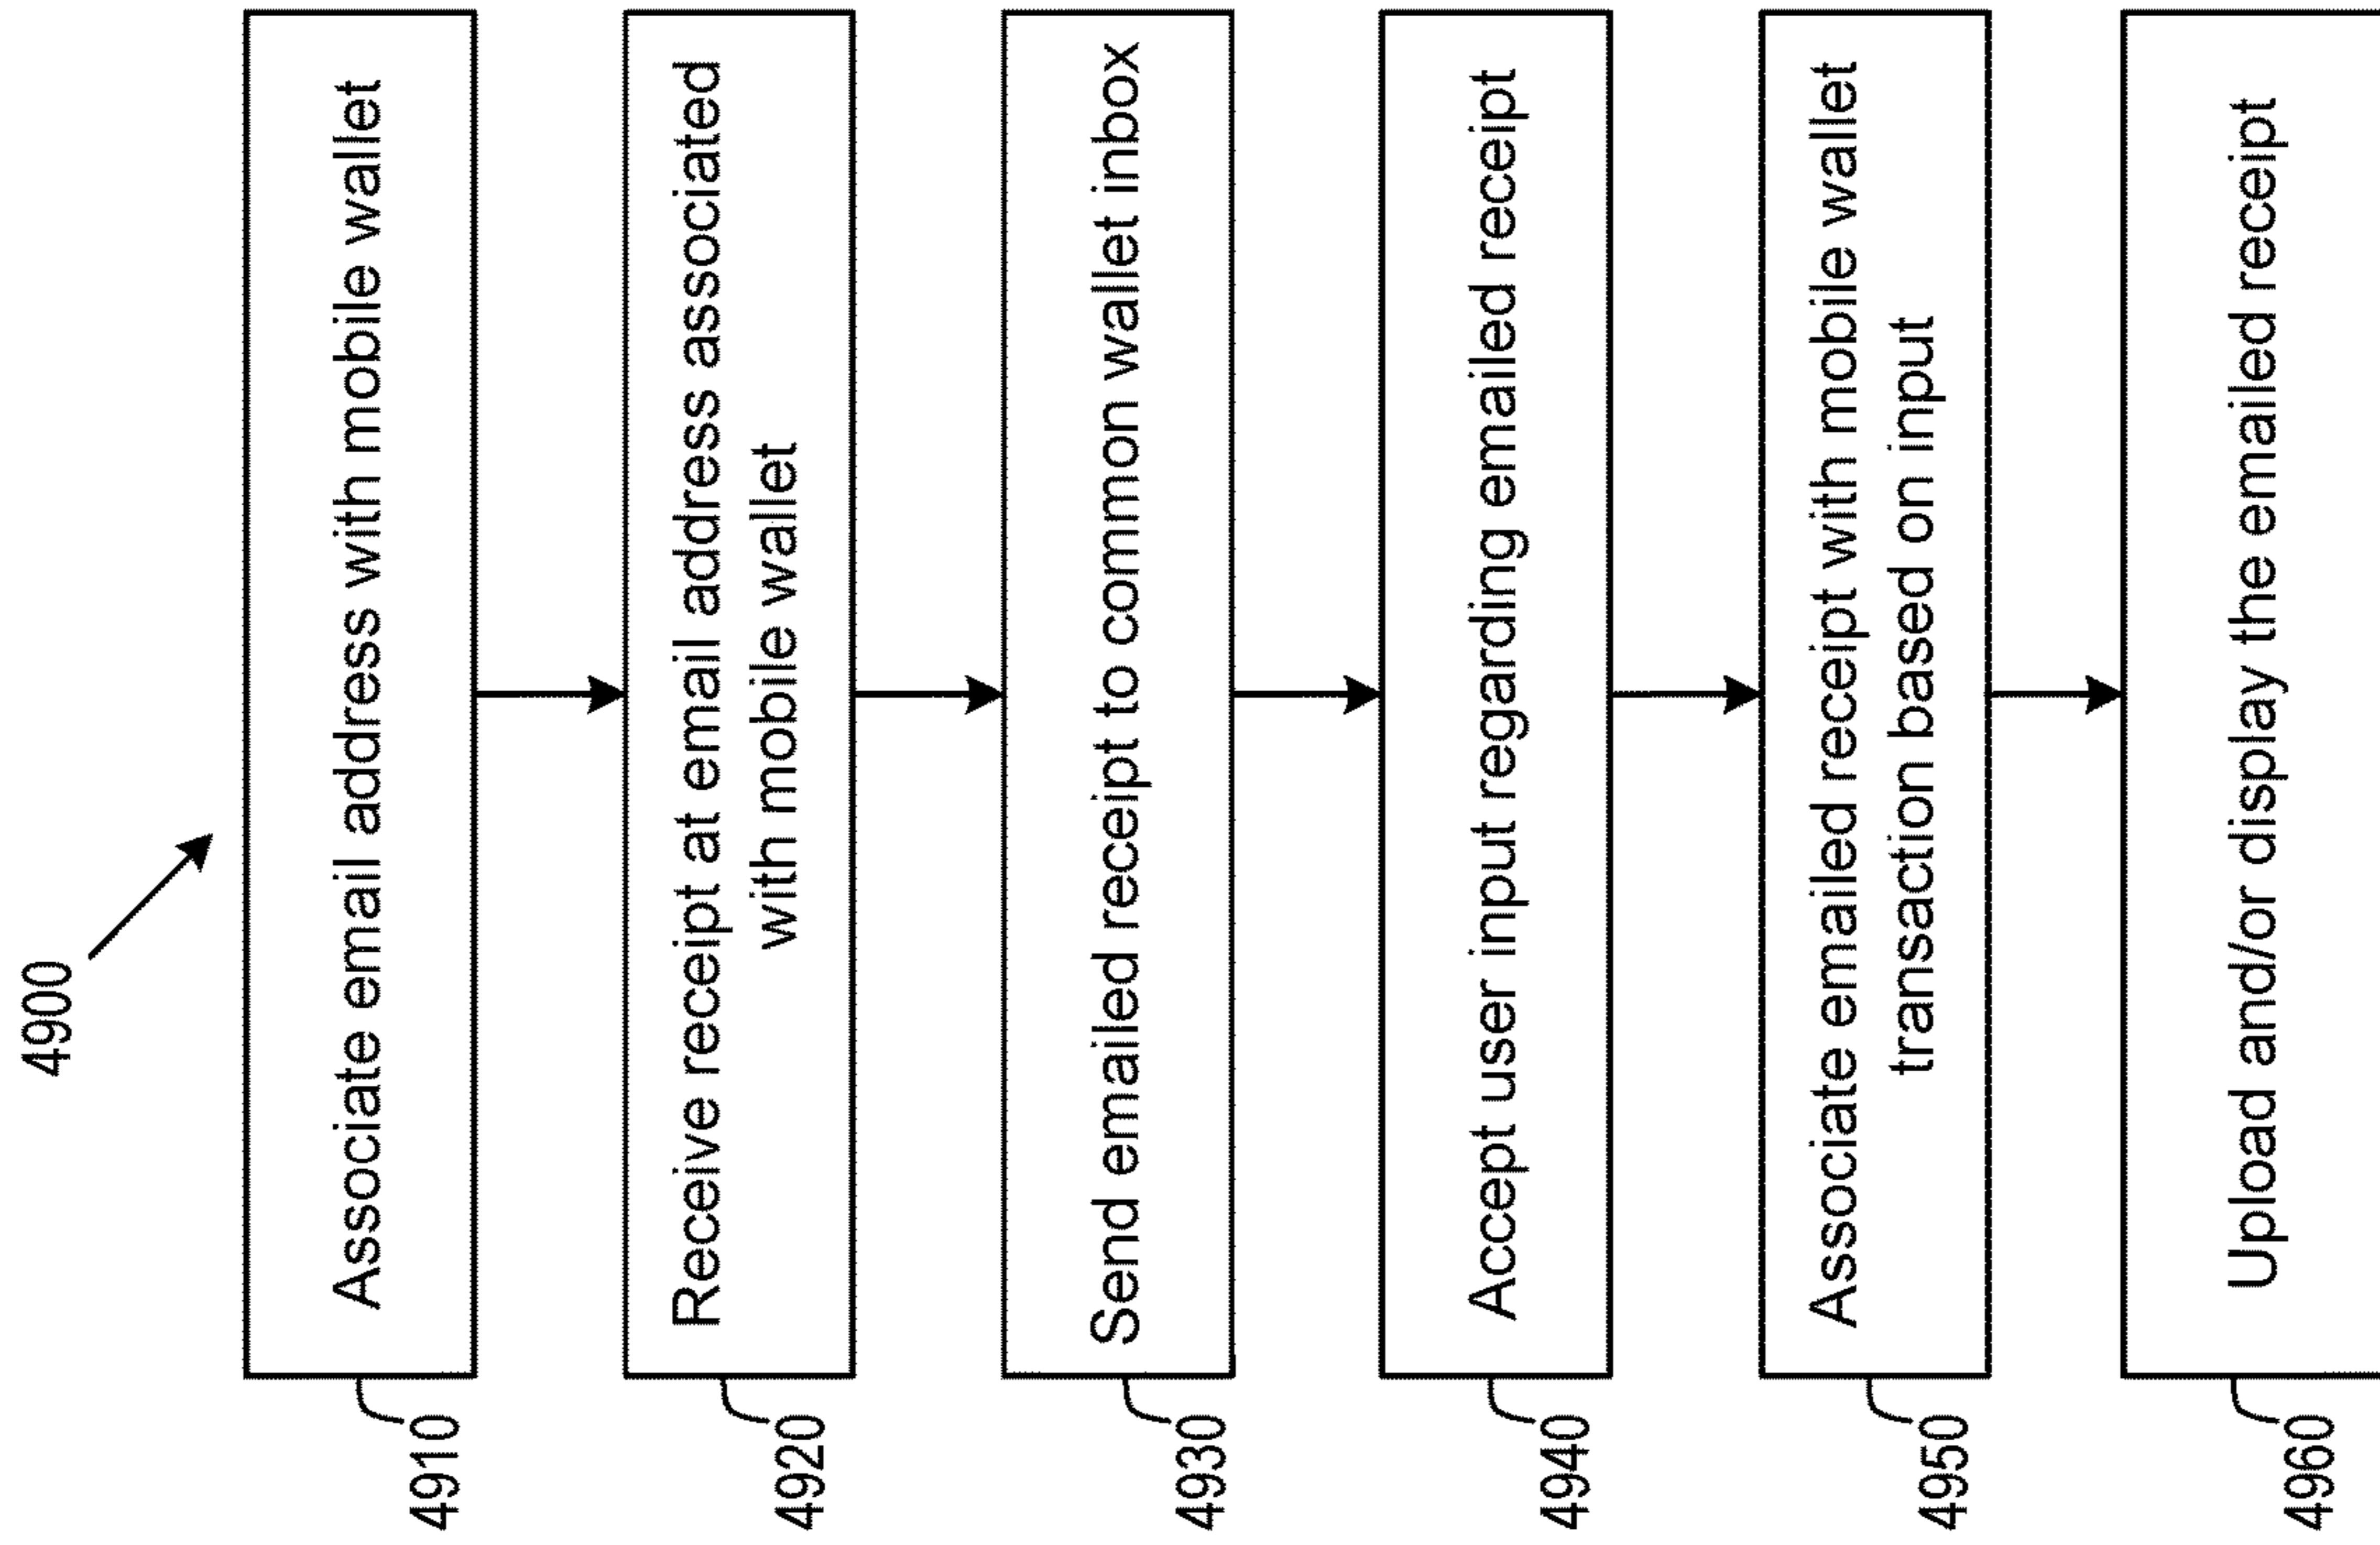 4900
4910
Associate email address with mobile wallet
4920
Receive receipt at email address associated
with mobile wallet
4930
Send emailed receipt to common wallet inbox
4940
Accept user input regarding emailed receipt
4950
Associate emailed receipt with mobile wallet
transaction based on input
4960
Upload and/or display the emailed receipt